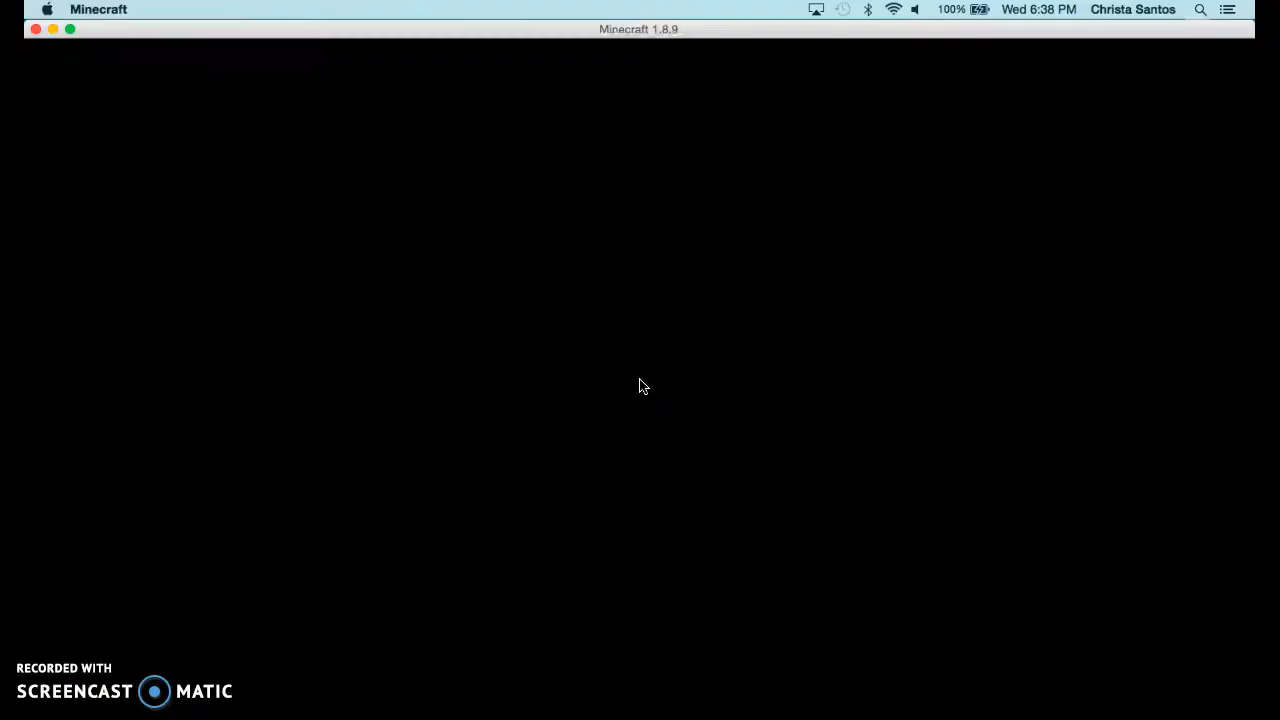 Minecraft
100%
Wed 6:38 PM
Christa Santos
Minecraft 1.8.9
RECORDED WITH
SCREENCAST MATIC